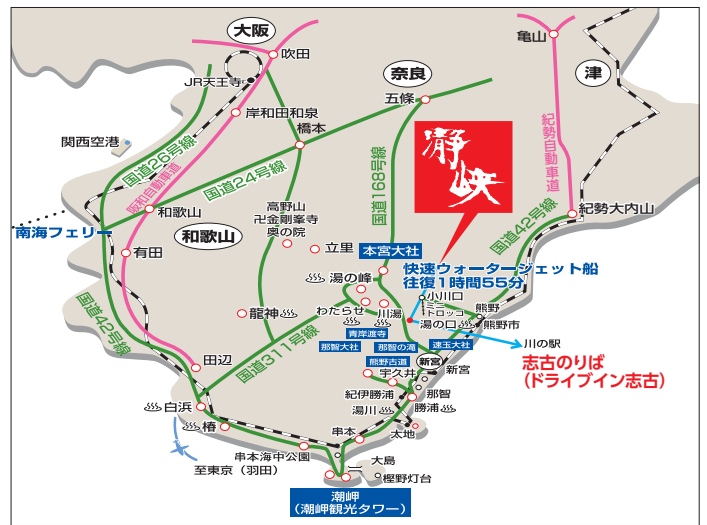 大阪
吹田
亀山
JR天王寺
奈良
津
五條
岸和田和泉
橋本
瀞峡
紀勢自動車道
関西空港
国道26号線
阪和自動車道
国道24号線
国道168号線
高野山
卍金剛峯寺
奥の院
和歌山
紀勢大内山
国道42号線
南海フェリー
和歌山
立里
本宮大社
有田
快速ウォータージェット船
往復1時間55分
湯の峰
小川口
ミニ
トロッコ
熊野
わたらせ
川湯
湯の口
熊野市
国道42号線
龍神
青岸渡寺
那智大社
那智の滝
速玉大社
川の駅
国道311号線
熊野古道
新宮
新宮
志古のりば
(ドライブイン志古)
田辺
宇久井
紀伊勝浦
那智
白浜
湯川
勝浦
椿
串本
太地
串本海中公園
大島
至東京(羽田)
樫野灯台
潮岬
(潮岬観光タワー)